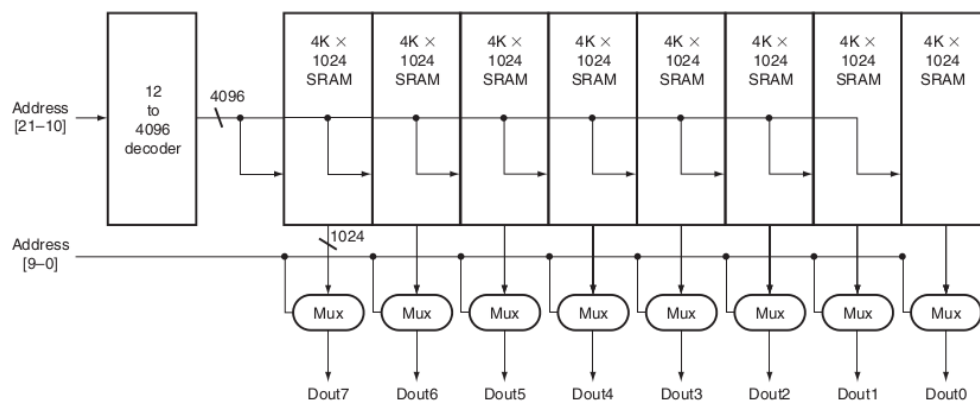 4K × 4K × 4K × 4K × 4K × 4K × 4K × 4K ×
1024 1024 1024 1024 1024 1024 1024 1024
SRAM SRAM SRAM SRAM SRAM SRAM SRAM SRAM
12
to
4096
decoder
4096
Address
[21–10]
1024
Address
[9–0]
Mux Mux Mux Mux Mux Mux Mux Mux
Dout7 Dout6 Dout5 Dout4 Dout3 Dout2 Dout1 Dout0